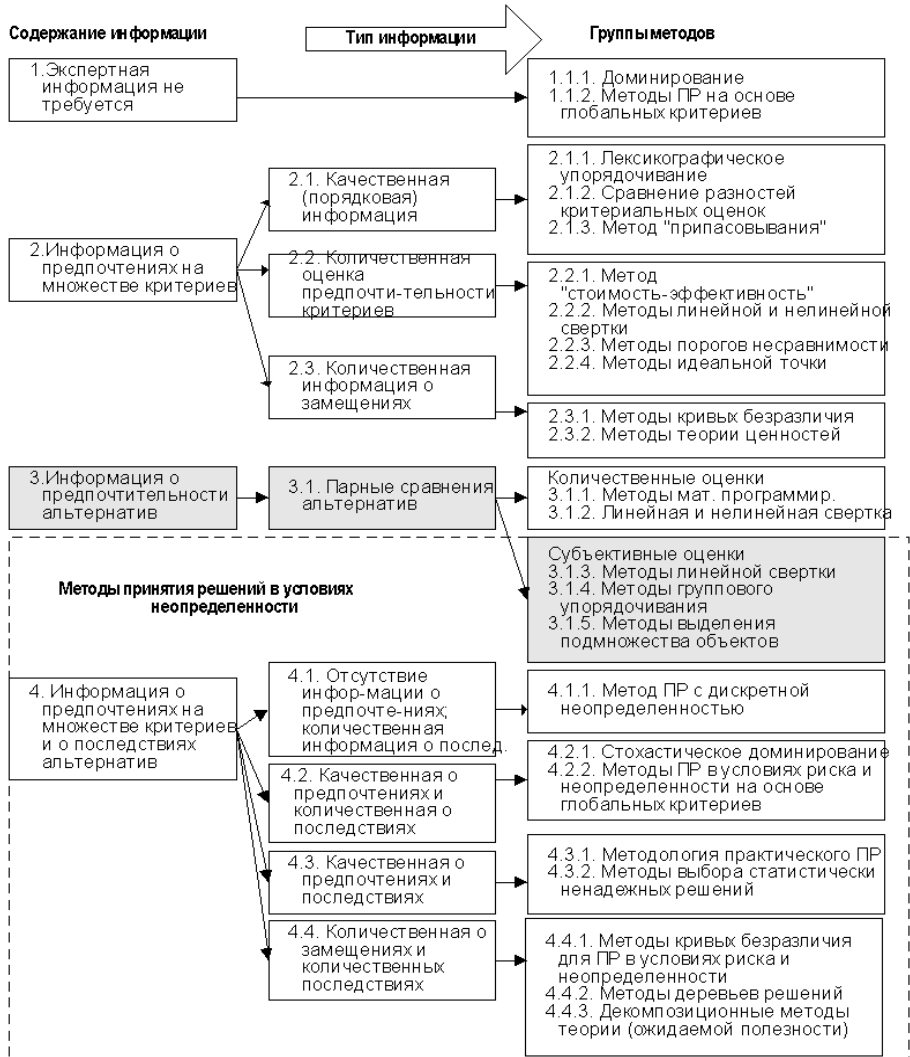 Содержание информации
Тип информации
Группы методов
1.Экспертная
информация не
требуется
1.1.1. Доминирование
1.1.2. Методы ПР на основе
глобальных критериев
2.Информация о
предпочтениях на
множестве критериев
2.1. Качественная
(порядковая)
информация
2.1.1. Лексикографическое
упорядочивание
2.1.2. Сравнение разностей
критериальных оценок
2.1.3. Метод "припасовывания"
2.2. Количественная
оценка
предпочти-тельности
критериев
2.2.1. Метод
"стоимость-эффективность"
2.2.2. Методы линейной и нелинейной
свертки
2.2.3. Методы порогов несравнимости
2.2.4. Методы идеальной точки
2.3. Количественная
информация о
замещениях
2.3.1. Методы кривых безразличия
2.3.2. Методы теории ценностей
3.Информация о
предпочтительности
альтернатив
3.1. Парные сравнения
альтернатив
Количественные оценки
3.1.1. Методы мат. программир.
3.1.2. Линейная и нелинейная свертка
Субъективные оценки
3.1.3. Методы линейной свертки
3.1.4. Методы группового
упорядочивания
3.1.5. Методы выделения
подмножества объектов
Методы принятия решений в условиях
неопределенности
4. Информация о
предпочтениях на
множестве критериев
и о последствиях
альтернатив
4.1. Отсутствие
инфор-мации о
предпочте-ниях;
количественная
информация о послед.
4.1.1. Метод ПР с дискретной
неопределенностью
4.2. Качественная о
предпочтениях и
количественная о
последствиях
4.2.1. Стохастическое доминирование
4.2.2. Методы ПР в условиях риска и
неопределенности на основе
глобальных критериев
4.3. Качественная о
предпочтениях и
последствиях
4.3.1. Методология практического ПР
4.3.2. Методы выбора статистически
ненадежных решений
4.4. Количественная о
замещениях и
количественных
последствиях
4.4.1. Методы кривых безразличия
для ПР в условиях риска и
неопределенности
4.4.2. Методы деревьев решений
4.4.3. Декомпозиционные методы
теории (ожидаемой полезности)